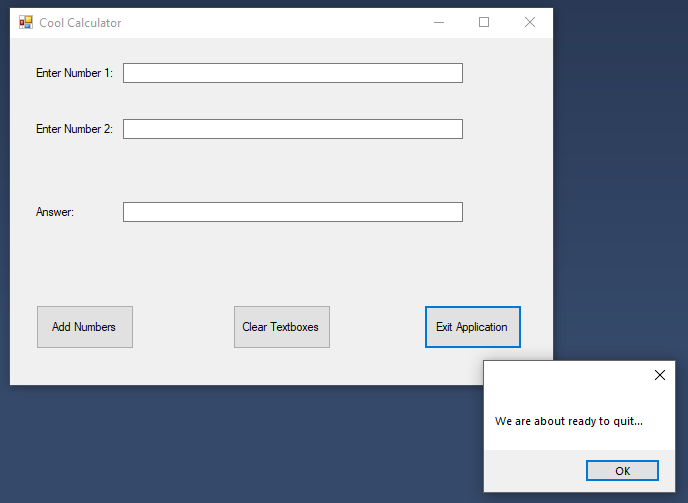 Cool Calculator
Enter Number 1:
Enter Number 2:
Answer:
Add Numbers
Clear Textboxes
Exit Application
We are about ready to quit...
OK